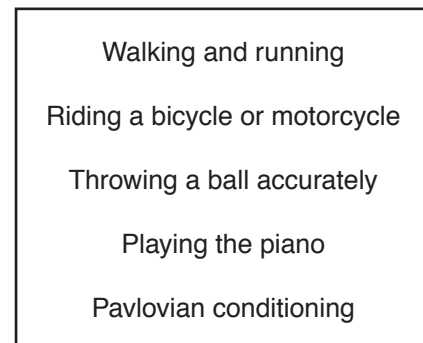 Walking and running
Riding a bicycle or motorcycle
Throwing a ball accurately
Playing the piano
Pavlovian conditioning